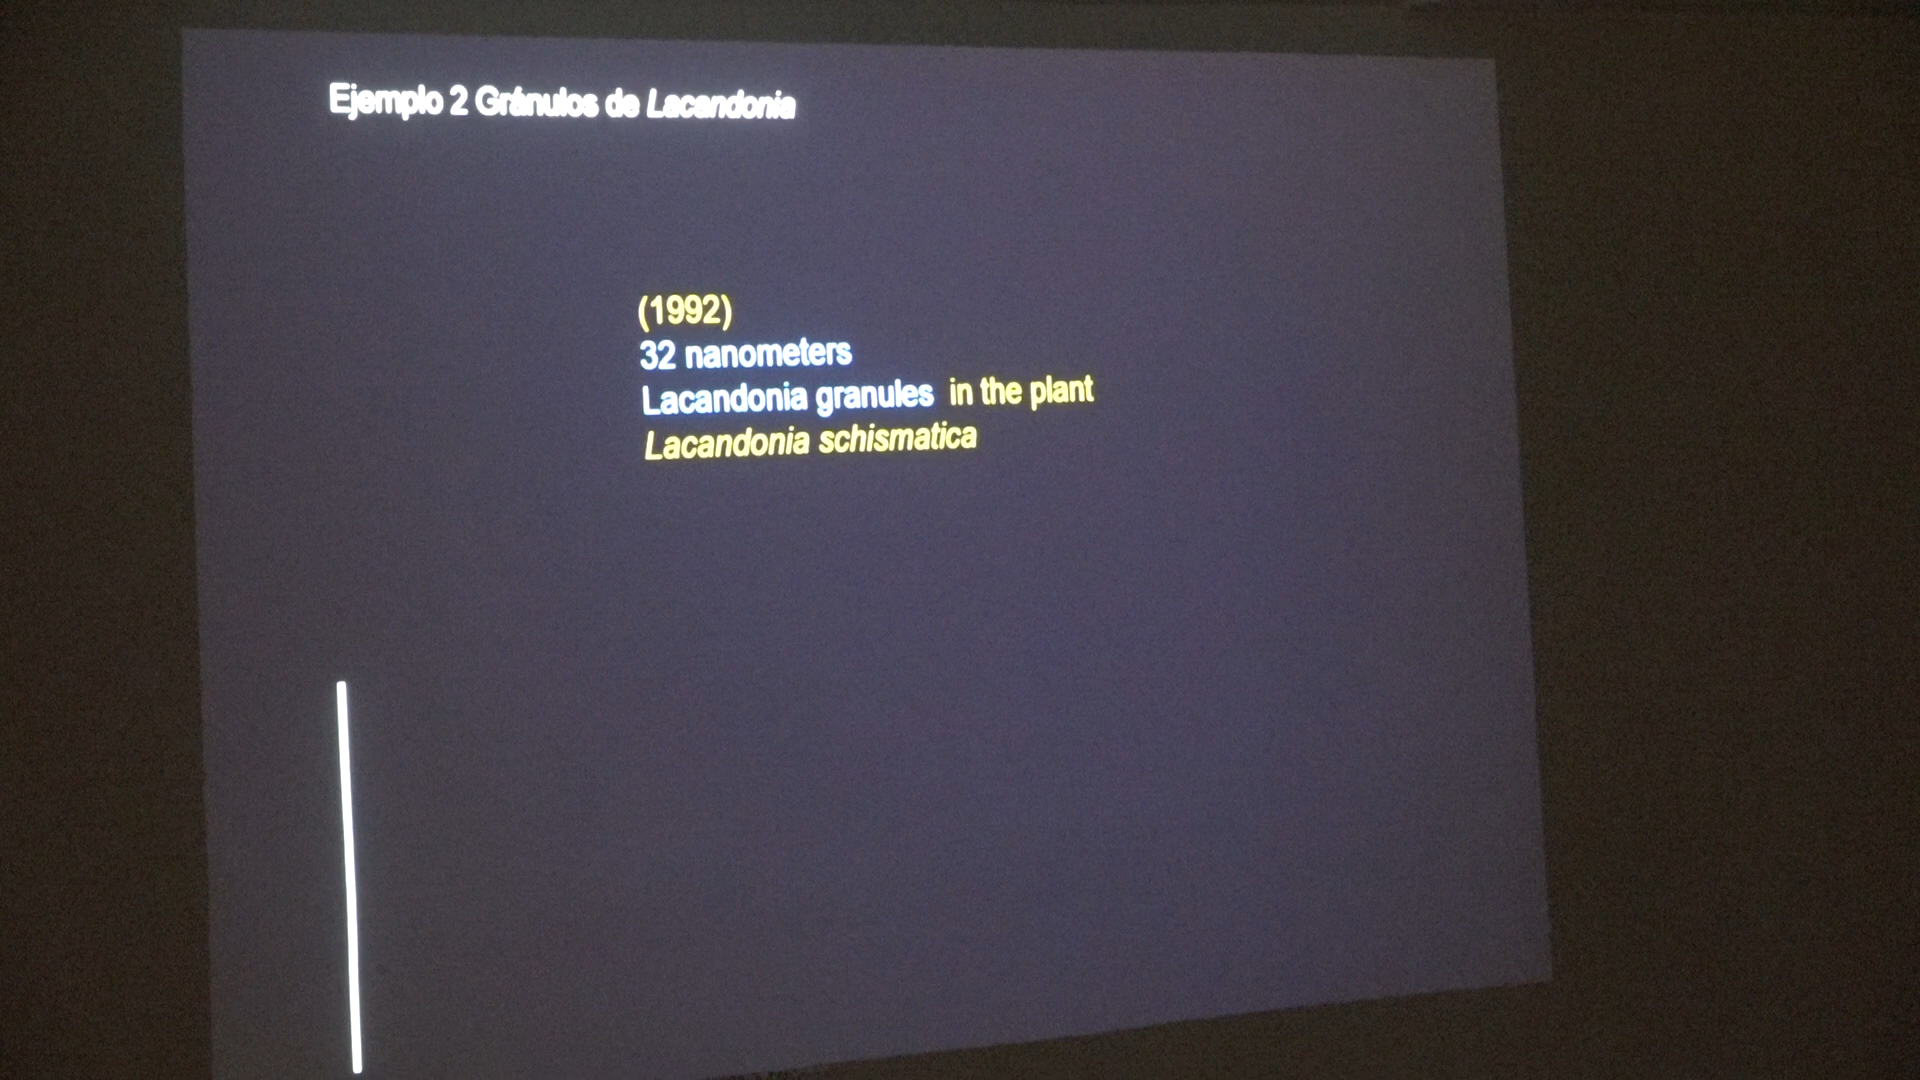 Ejemplo 2 Gránulos de Lacandonia
(1992)
32 nanometers
Lacandonia granules in the plant
Lacandonia schismatica